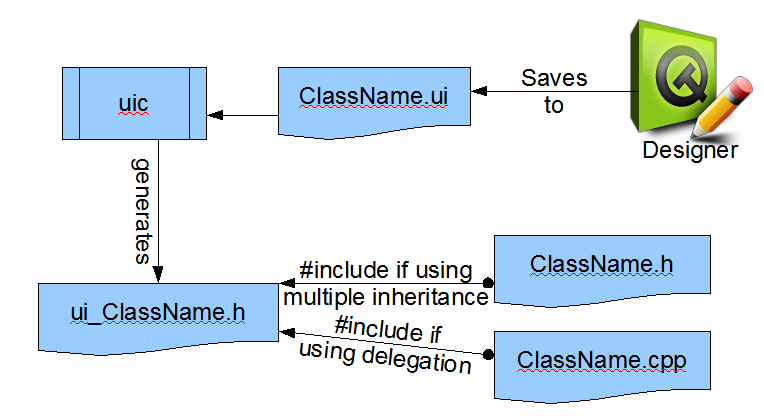 uic
ClassName.ui
Saves
to
Designer
generates
ui_ClassName.h
#include if using
multiple inheritance
ClassName.h
#include if
using delegation
ClassName.cpp